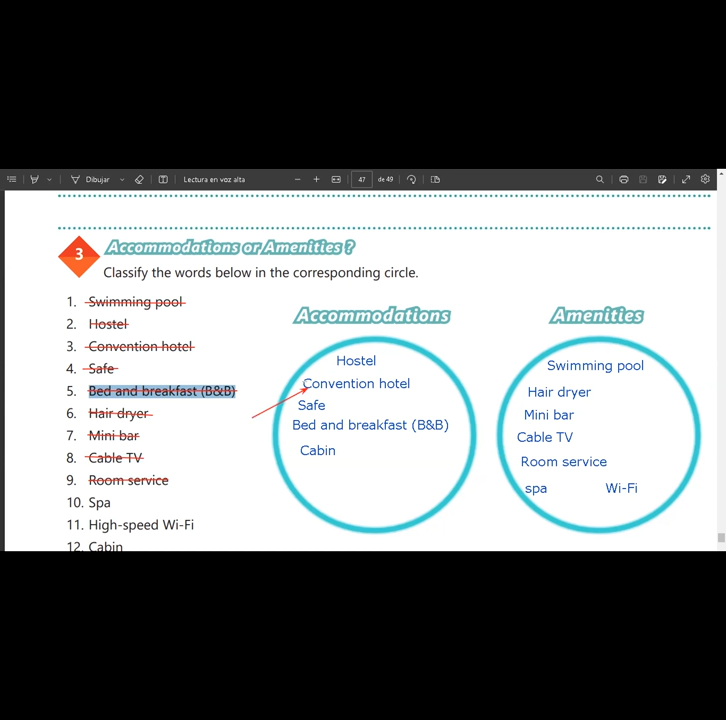 Dibujar
Lectura en voz alta
47 de 49
3 Accommodations or Amenities ?
Classify the words below in the corresponding circle.
1. Swimming pool
2. Hostel
3. Convention hotel
4. Safe
5. Bed and breakfast (B&B)
6. Hair dryer
7. Mini bar
8. Cable TV
9. Room service
10. Spa
11. High-speed Wi-Fi
12. Cabin
Accommodations
Hostel
Convention hotel
Safe
Bed and breakfast (B&B)
Cabin
Amenities
Swimming pool
Hair dryer
Mini bar
Cable TV
Room service
spa Wi-Fi